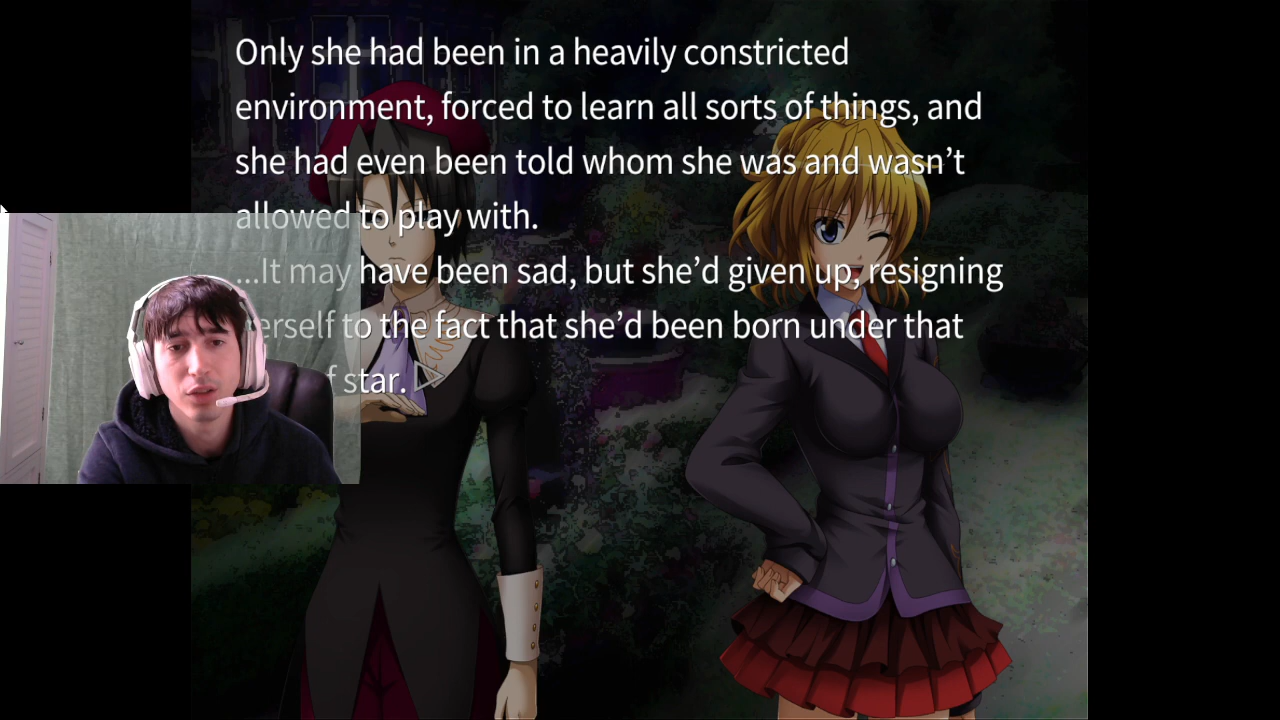 Only she had been in a heavily constricted
environment, forced to learn all sorts of things, and
she had even been told whom she was and wasn't
allowed to play with.
...It may have been sad, but she'd given up, resigning
herself to the fact that she'd been born under that
star.